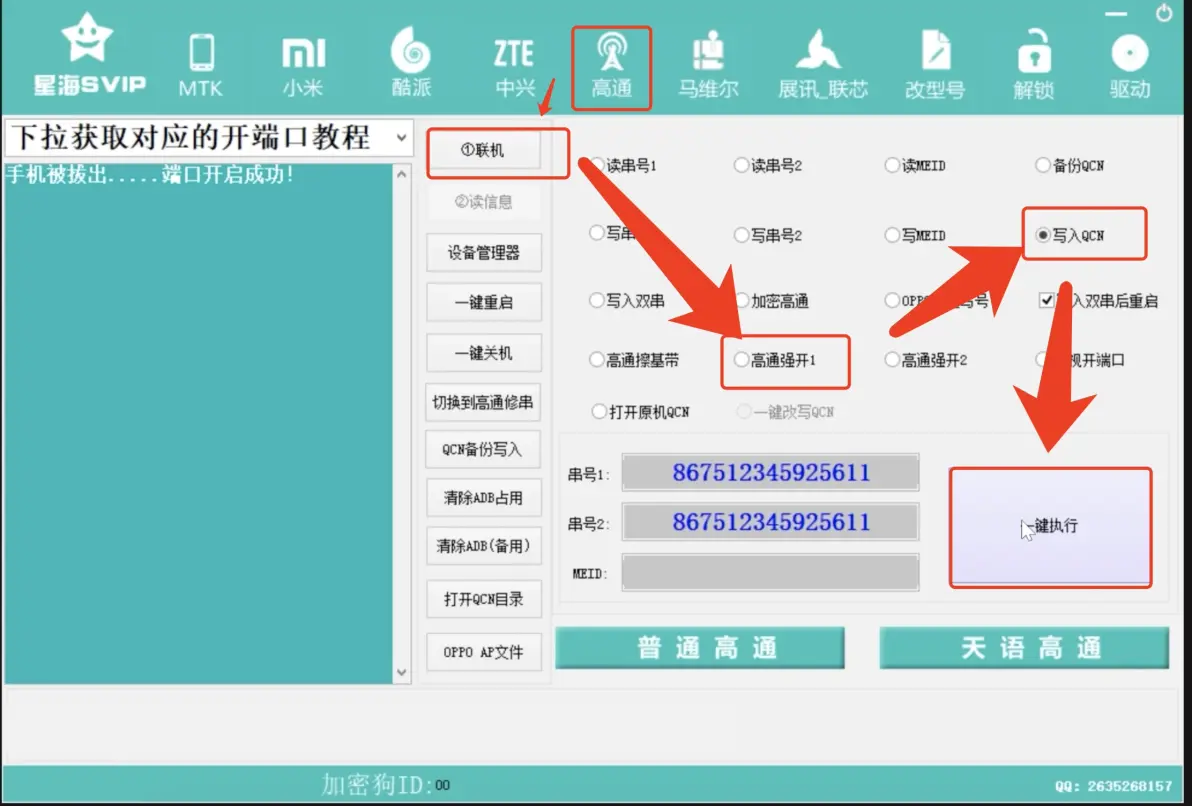 星海SVIP
MTK
小米
酷派
ZTE
中兴
高通
马维尔
展讯_联芯
改型号
解锁
驱动
下拉获取对应的开端口教程
手机被拔出.....端口开启成功!
①联机
②读信息
设备管理器
一键重启
一键关机
切换到高通修串
QCN备份写入
清除ADB占用
清除ADB(备用)
打开QCN目录
OPPO AP文件
读串号1
读串号2
读MEID
备份QCN
写串
写串号2
写MEID
写入QCN
写入双串
加密高通
号
入双串后重启
高通擦基带
高通强开1
高通强开2
机开端口
打开原机QCN
一键改写QCN
串号1:
867512345925611
串号2:
867512345925611
MEID:
键执行
普通高通
天语高通
加密狗ID:00
QQ: 2635268157